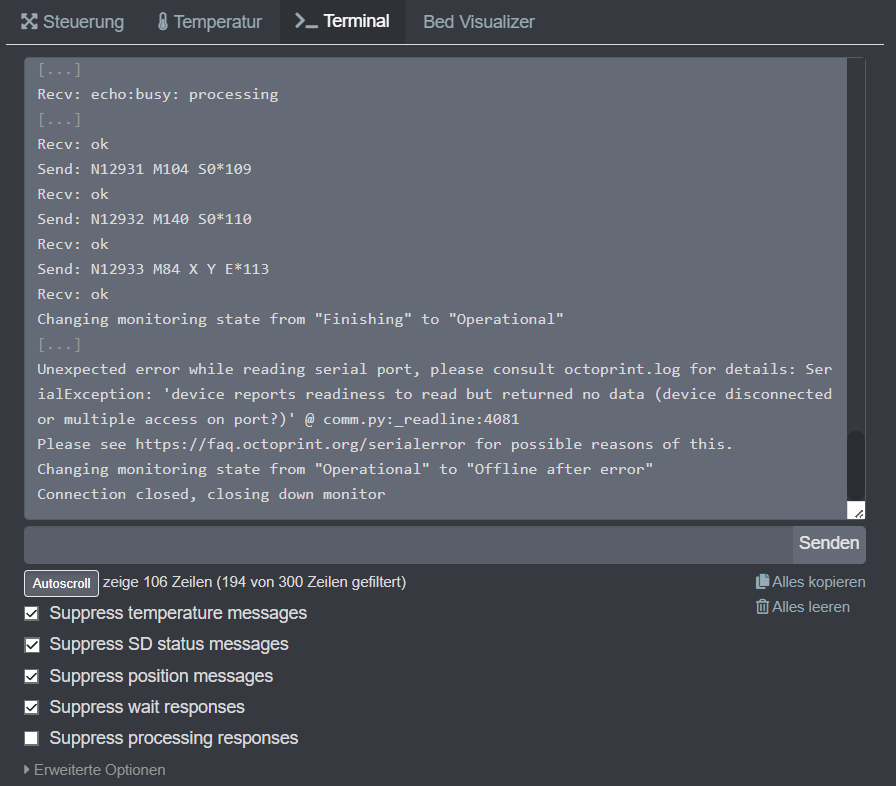 Steuerung Temperatur Terminal Bed Visualizer
[...]
Recv: echo:busy: processing
[...]
Recv: ok
Send: N12931 M104 S0*109
Recv: ok
Send: N12932 M140 S0*110
Recv: ok
Send: N12933 M84 X Y E*113
Recv: ok
Changing monitoring state from "Finishing" to "Operational"
[...]
Unexpected error while reading serial port, please consult octoprint.log for details: Ser
ialException: 'device reports readiness to read but returned no data (device disconnected
or multiple access on port?)' @ comm.py:_readline:4081
Please see https://faq.octoprint.org/serialerror for possible reasons of this.
Changing monitoring state from "Operational" to "Offline after error"
Connection closed, closing down monitor
Senden
Autoscroll zeige 106 Zeilen (194 von 300 Zeilen gefiltert) Alles kopieren
Alles leeren
Suppress temperature messages
Suppress SD status messages
Suppress position messages
Suppress wait responses
Suppress processing responses
Erweiterte Optionen